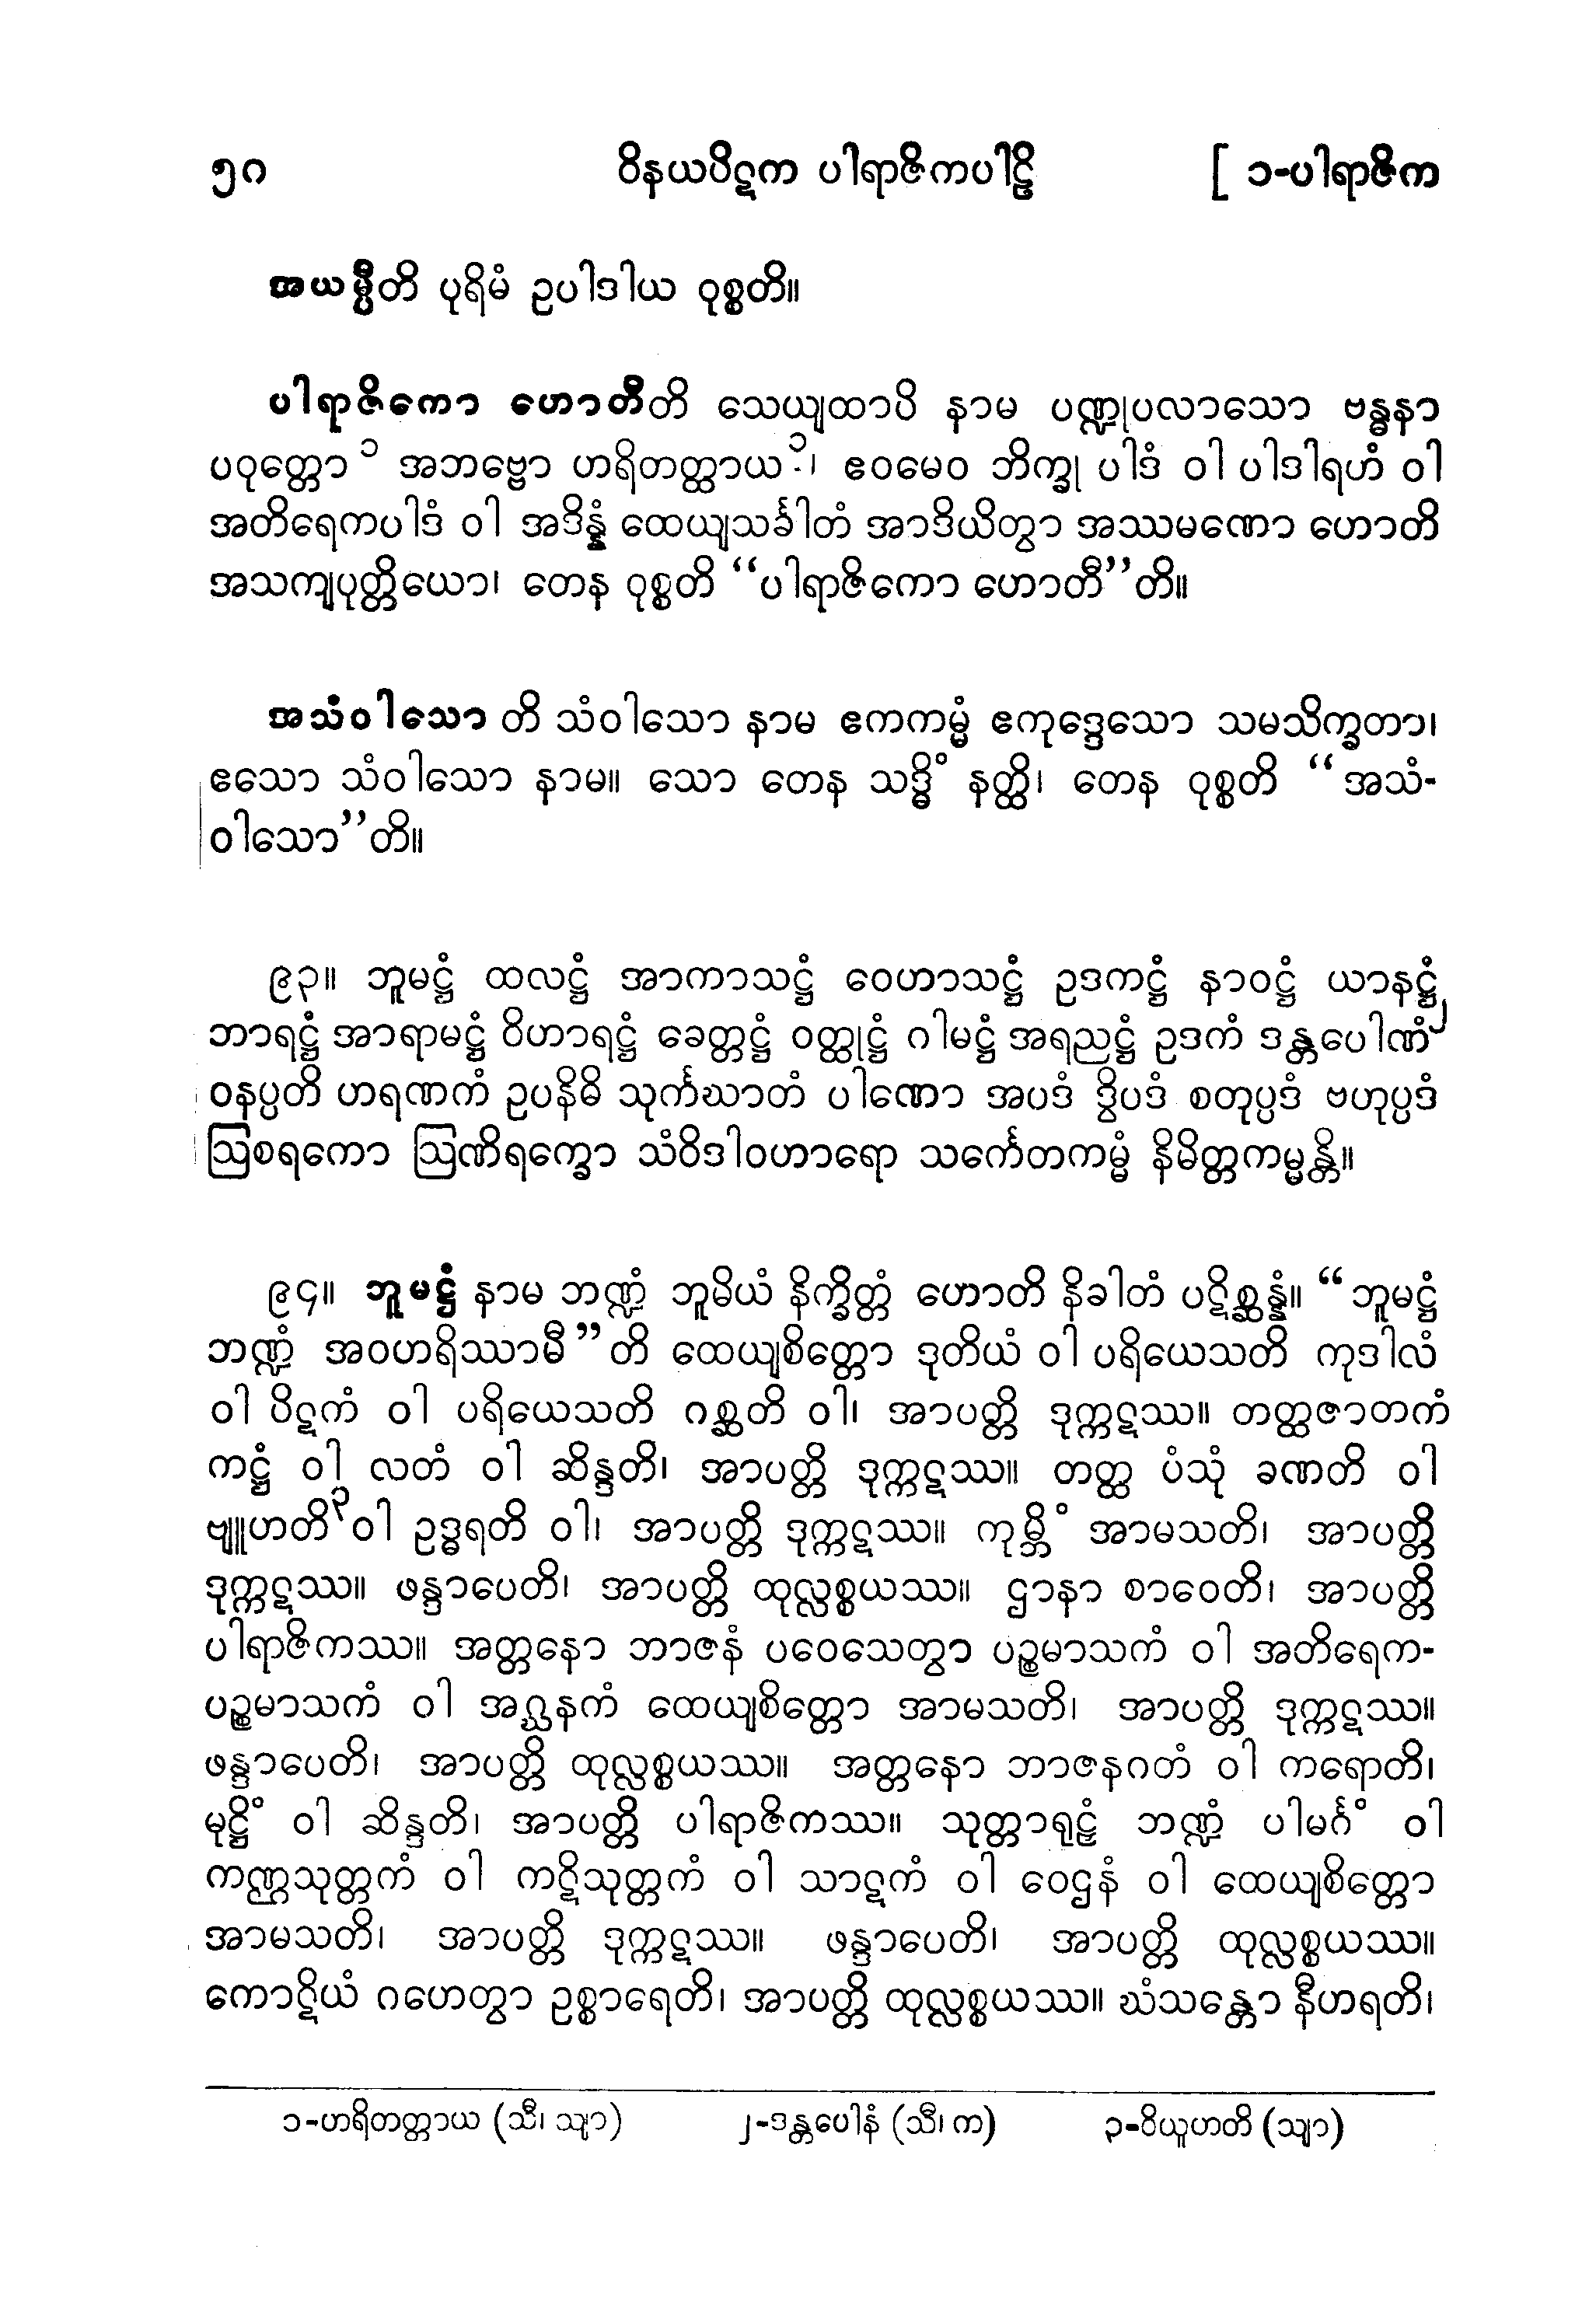 ၅၈ ဝိနယပိဋက ပါရာဇိကပါဠိ [ ၁-ပါရာဇိက
အယမ္ပီတိ ပုရိမံ ဥပါဒါယ ဝုစ္စတိ။
ပါရာဇိကော ဟောတီတိ သေယျထာပိ နာမ ပဏ္ဍုပလာသော ဗန္ဓနာ
ပဝုတ္တော ၁ အဘဗ္ဗော ဟရိတတ္ထာယ ၁၊ ဧဝမေဝ ဘိက္ခု ပါဒံ ဝါ ပါဒါရဟံ ဝါ
အတိရေကပါဒံ ဝါ အဒိန္နံ ထေယျသင်္ခါတံ အာဒိယိတွာ အဿမဏော ဟောတိ
အသကျပုတ္တိယော၊ တေန ဝုစ္စတိ “ပါရာဇိကော ဟောတီ”တိ။
အသံဝါသော တိ သံဝါသော နာမ ဧကကမ္မံ ဧကုဒ္ဒေသော သမသိက္ခတာ၊
ဧသော သံဝါသော နာမ။ သော တေန သဒ္ဓိံ နတ္ထိ၊ တေန ဝုစ္စတိ “အသံ-
ဝါသော”တိ။
၉၃။ ဘူမဋ္ဌံ ထလဋ္ဌံ အာကာသဋ္ဌံ ဝေဟာသဋ္ဌံ ဥဒကဋ္ဌံ နာဝဋ္ဌံ ယာနဋ္ဌံ
ဘာရဋ္ဌံ အာရာမဋ္ဌံ ဝိဟာရဋ္ဌံ ခေတ္တဋ္ဌံ ဝတ္ထုဋ္ဌံ ဂါမဋ္ဌံ အရညဋ္ဌံ ဥဒကံ ဒန္တပေါဏံ ၂
ဝနပ္ပတိ ဟရဏကံ ဥပနိဓိ သုင်္ကဃာတံ ပါဏော အပဒံ ဒွိပဒံ စတုပ္ပဒံ ဗဟုပ္ပဒံ
ဩစရကော ဩဏိရက္ခော သံဝိဒါဝဟာရော သင်္ကေတကမ္မံ နိမိတ္တကမ္မန္တိ။
၉၄။ ဘူမဋ္ဌံ နာမ ဘဏ္ဍံ ဘူမိယံ နိက္ခိတ္တံ ဟောတိ နိခါတံ ပဋိစ္ဆန္နံ။ “ဘူမဋ္ဌံ
ဘဏ္ဍံ အဝဟရိဿာမီ”တိ ထေယျစိတ္တော ဒုတိယံ ဝါ ပရိယေသတိ ကုဒါလံ
ဝါ ပိဋကံ ဝါ ပရိယေသတိ ဂစ္ဆတိ ဝါ၊ အာပတ္တိ ဒုက္ကဋဿ။ တတ္ထဇာတကံ
ကဋ္ဌံ ဝါ လတံ ဝါ ဆိန္ဒတိ၊ အာပတ္တိ ဒုက္ကဋဿ။ တတ္ထ ပံသုံ ခဏတိ ဝါ
ဗျူဟတိ ၃ ဝါ ဥဒ္ဓရတိ ဝါ၊ အာပတ္တိ ဒုက္ကဋဿ။ ကုမ္ဘိံ အာမသတိ၊ အာပတ္တိ
ဒုက္ကဋဿ။ ဖန္ဒာပေတိ၊ အာပတ္တိ ထုလ္လစ္စယဿ။ ဌာနာ စာဝေတိ၊ အာပတ္တိ
ပါရာဇိကဿ။ အတ္တနော ဘာဇနံ ပဝေသေတွာ ပဉ္စမာသကံ ဝါ အတိရေက-
ပဉ္စမာသကံ ဝါ အဂ္ဃနကံ ထေယျစိတ္တော အာမသတိ၊ အာပတ္တိ ဒုက္ကဋဿ။
ဖန္ဒာပေတိ၊ အာပတ္တိ ထုလ္လစ္စယဿ။ အတ္တနော ဘာဇနဂတံ ဝါ ကရောတိ၊
မုဋ္ဌိံ ဝါ ဆိန္ဒတိ၊ အာပတ္တိ ပါရာဇိကဿ။ သုတ္တာရုဠှံ ဘဏ္ဍံ ပါမင်္ဂံ ဝါ
ကဏ္ဌသုတ္တကံ ဝါ ကဋိသုတ္တကံ ဝါ သာဋကံ ဝါ ဝေဌနံ ဝါ ထေယျစိတ္တော
အာမသတိ၊ အာပတ္တိ ဒုက္ကဋဿ။ ဖန္ဒာပေတိ၊ အာပတ္တိ ထုလ္လစ္စယဿ။
ကောဋိယံ ဂဟေတွာ ဥစ္စာရေတိ၊ အာပတ္တိ ထုလ္လစ္စယဿ။ ဃံသန္တော နီဟရတိ၊
၁-ဟရိတတ္တာယ (သီ၊ သျာ) ၂-ဒန္တပေါနံ (သီ၊ က) ၃-ဝိယူဟတိ (သျာ)